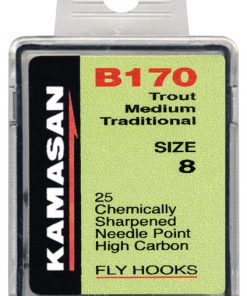 KAMASAN
B170
Trout
Medium
Traditional
SIZE
8
25
Chemically
Sharpened
Needle Point
High Carbon
FLY HOOKS